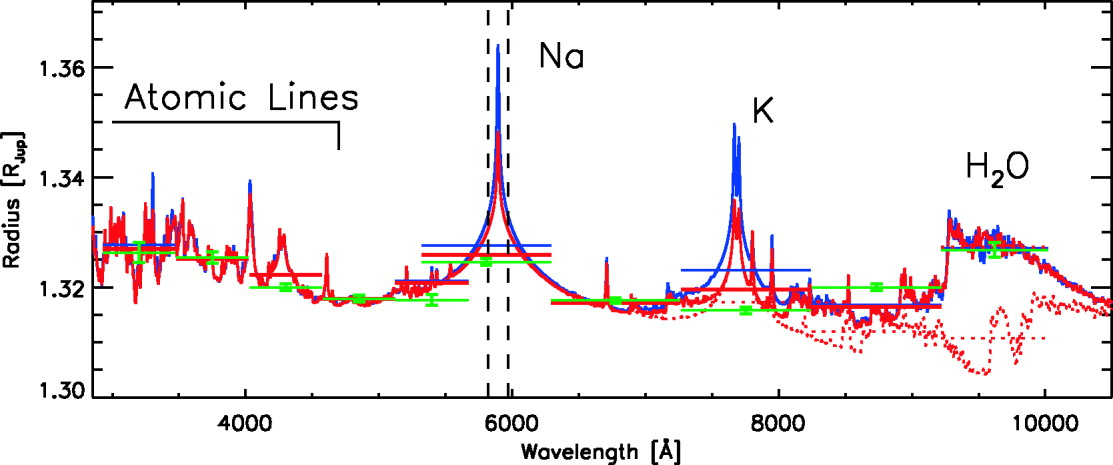 1.36
1.34
1.32
1.30
Radius [RJup]
Atomic Lines
Na
K
H2O
4000
6000
8000
10000
Wavelength [Å]